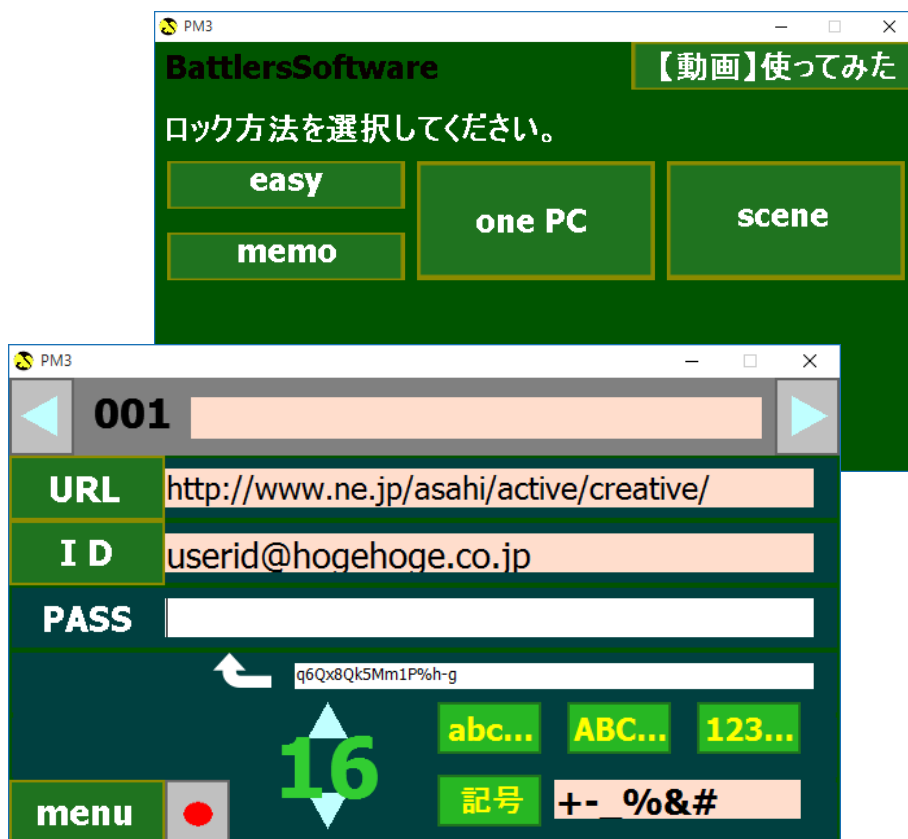 PM3
BattlersSoftware
【動画】使ってみた
ロック方法を選択してください。
easy
one PC
scene
memo
PM3
001
URL
http://www.ne.jp/asahi/active/creative/
I D
userid@hogehoge.co.jp
PASS
q6Qx8Qk5Mm1P%h-g
16
abc...
ABC...
123...
記号
+-_%&#
menu